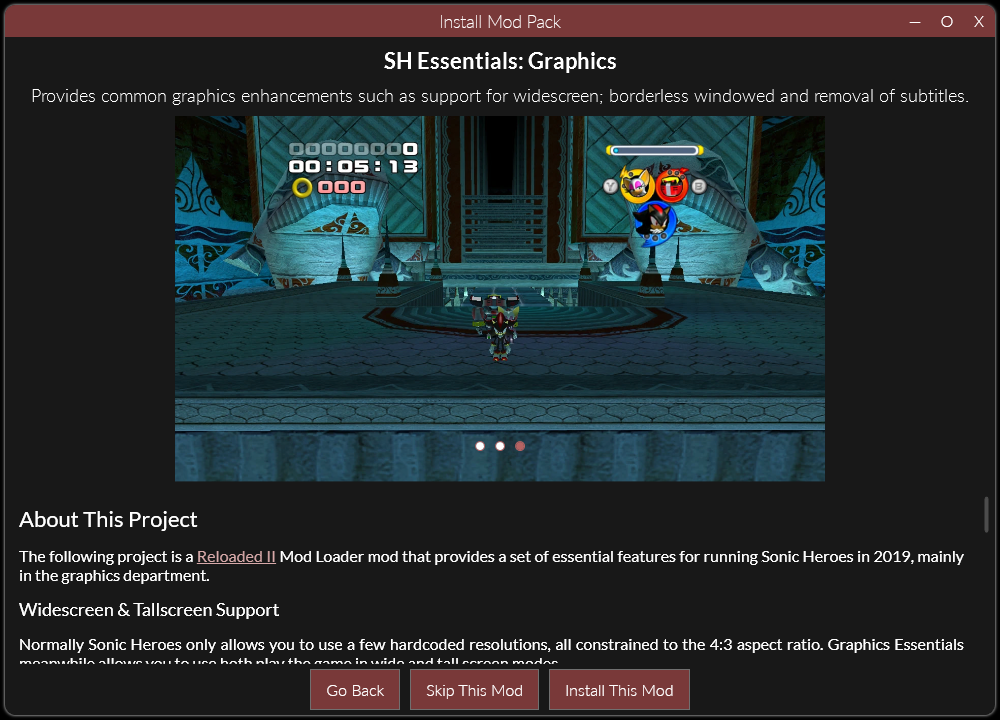 Install Mod Pack
— O X
SH Essentials: Graphics
Provides common graphics enhancements such as support for widescreen; borderless windowed and removal of subtitles.
000000000
00:05:13
000
Y
L
B
About This Project
The following project is a Reloaded II Mod Loader mod that provides a set of essential features for running Sonic Heroes in 2019, mainly
in the graphics department.
Widescreen & Tallscreen Support
Normally Sonic Heroes only allows you to use a few hardcoded resolutions, all constrained to the 4:3 aspect ratio. Graphics Essentials
meanwhile allows you to use both play the game in wide and tall screen modes.
Go Back
Skip This Mod
Install This Mod